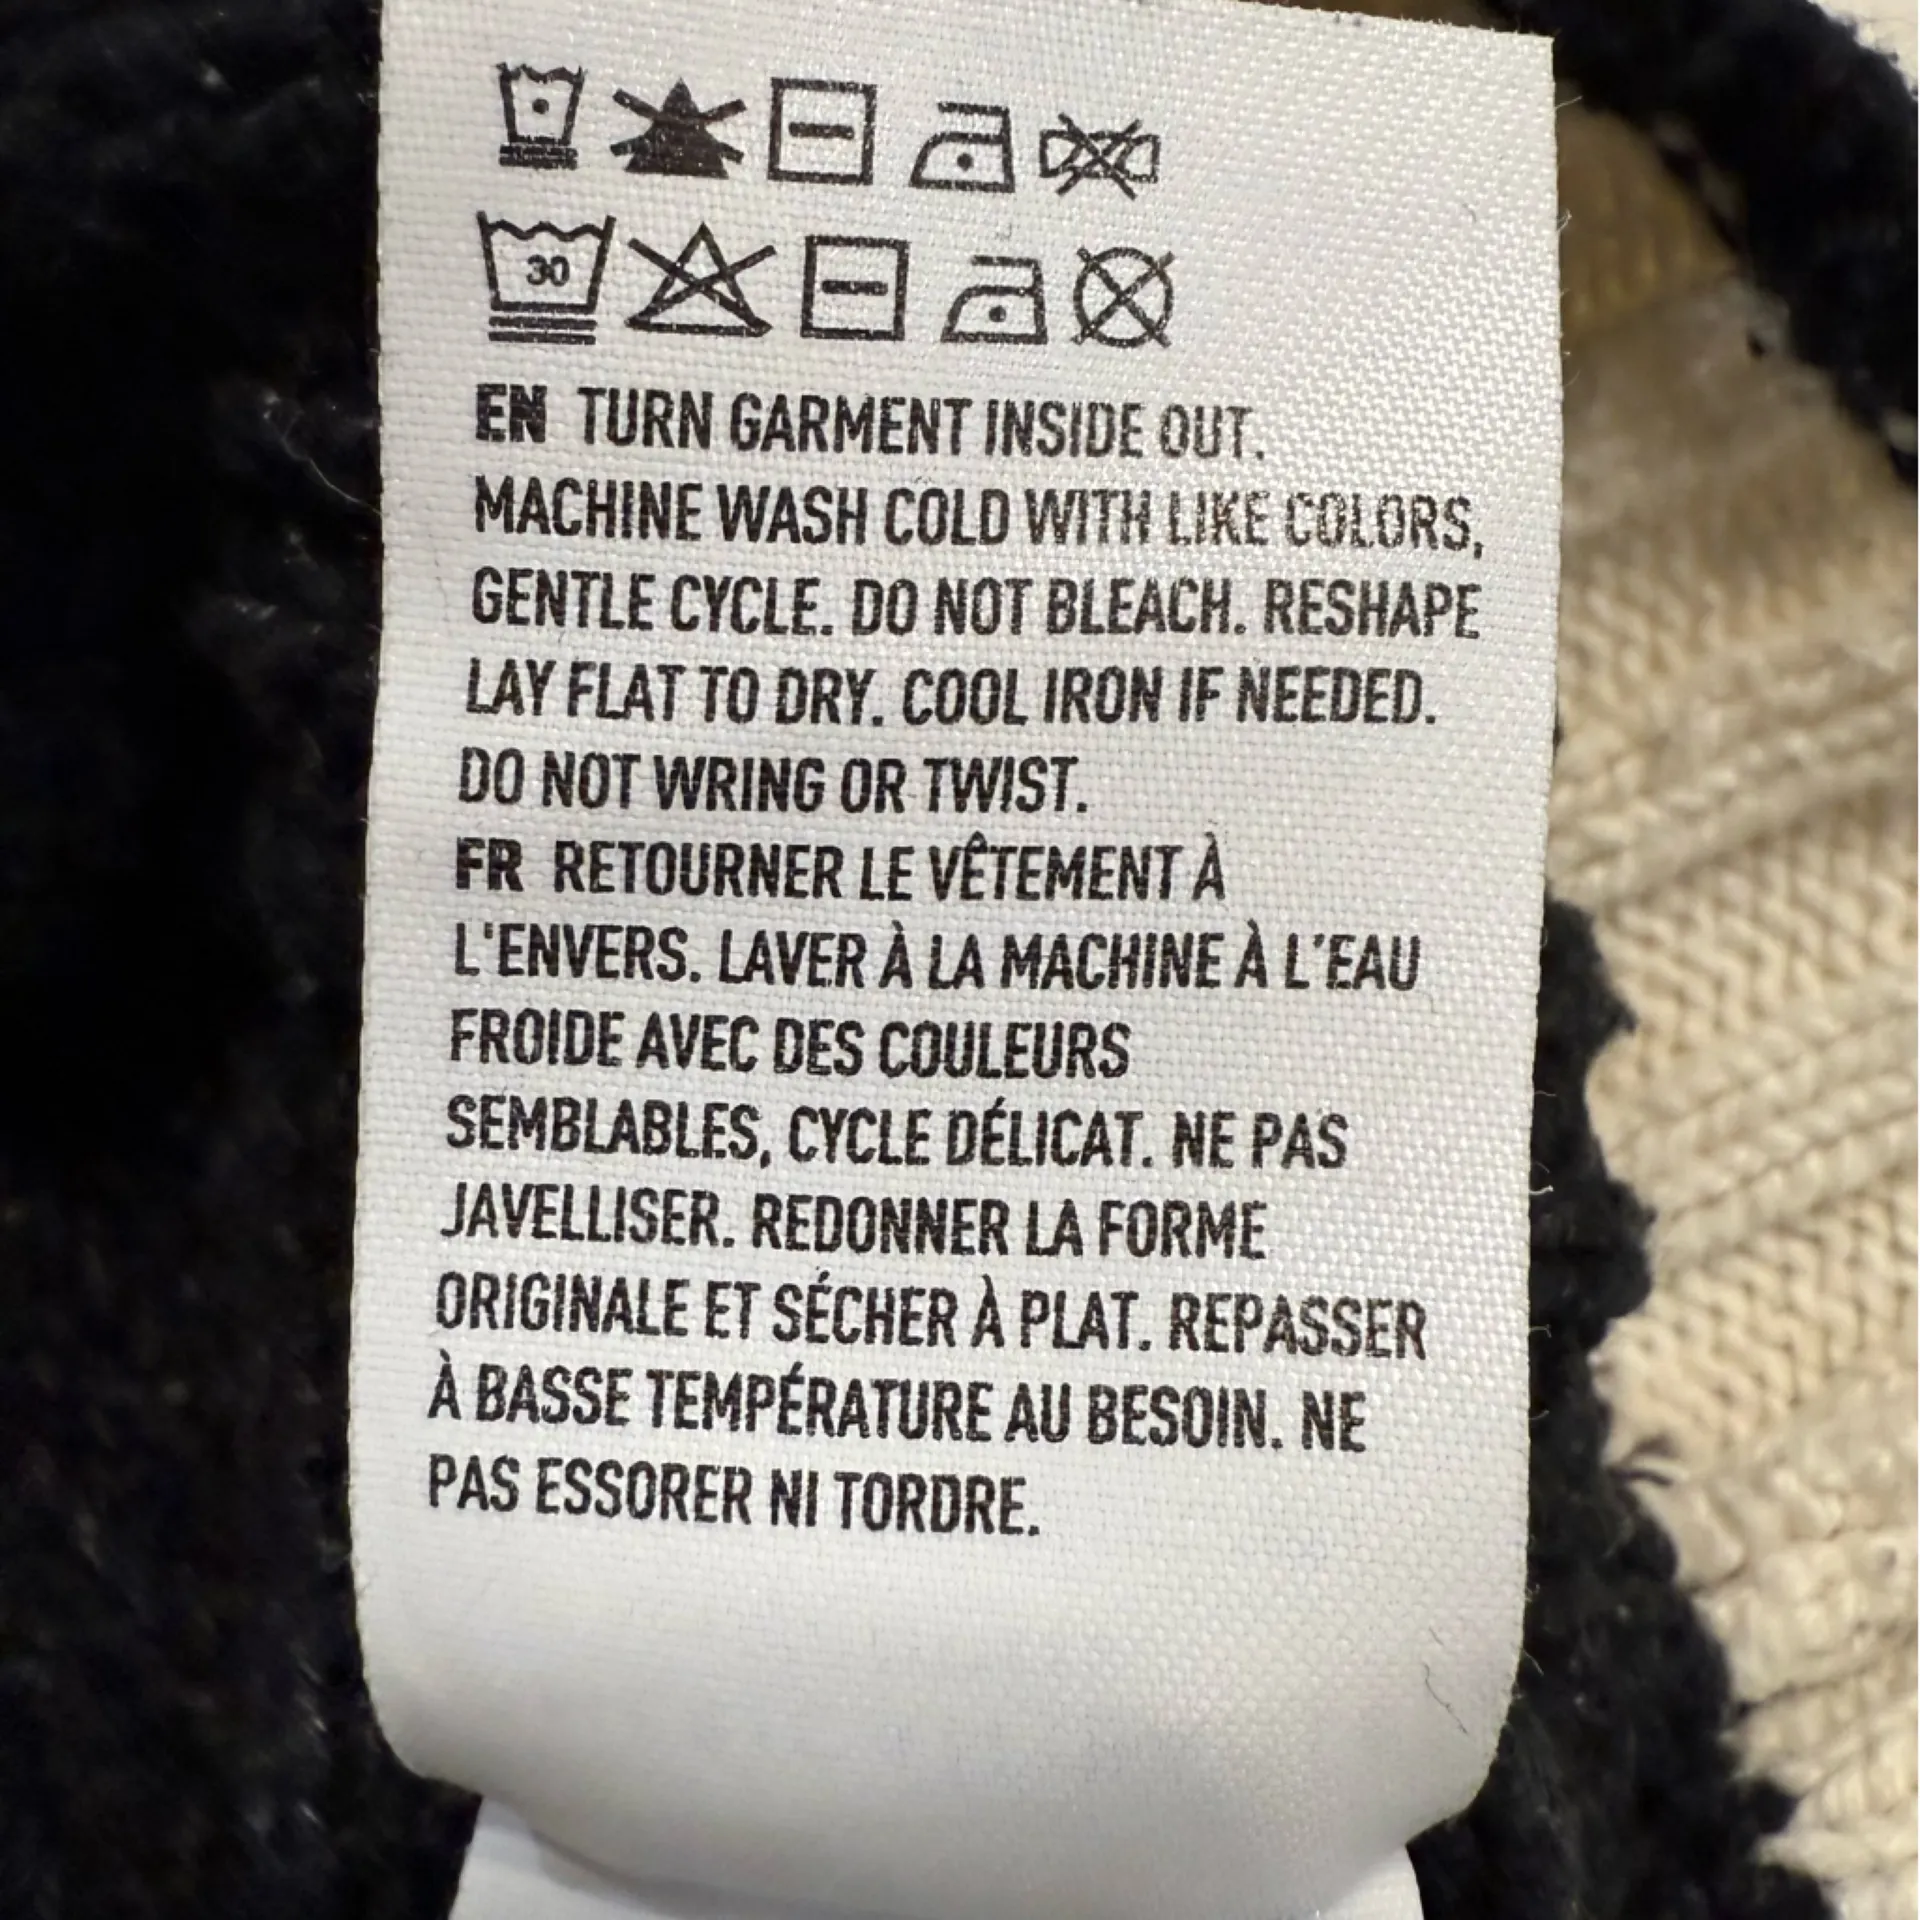 30
EN TURN GARMENT INSIDE OUT.
MACHINE WASH COLD WITH LIKE COLORS,
GENTLE CYCLE. DO NOT BLEACH. RESHAPE
LAY FLAT TO DRY. COOL IRON IF NEEDED.
DO NOT WRING OR TWIST.
FR RETOURNER LE VÊTEMENT À
L'ENVERS. LAVER À LA MACHINE À L'EAU
FROIDE AVEC DES COULEURS
SEMBLABLES, CYCLE DÉLICAT. NE PAS
JAVELLISER. REDONNER LA FORME
ORIGINALE ET SÉCHER À PLAT. REPASSER
À BASSE TEMPÉRATURE AU BESOIN. NE
PAS ESSORER NI TORDRE.